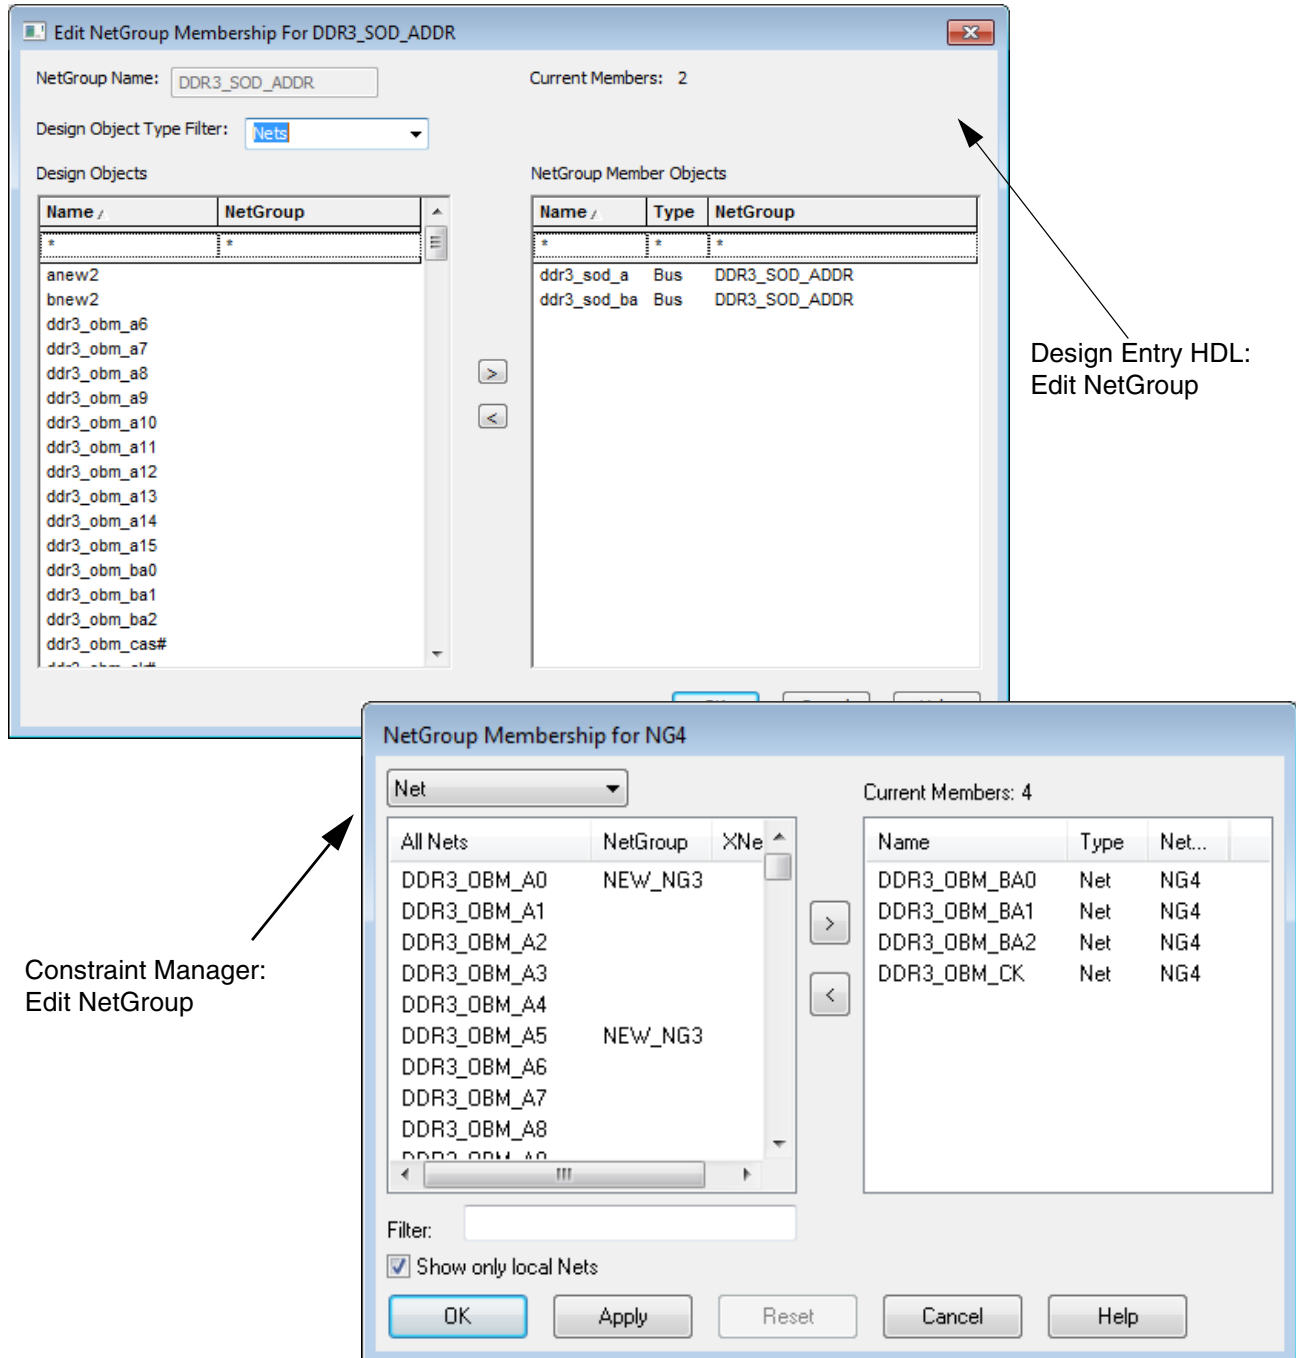 Edit NetGroup Membership For DDR3_SOD_ADDR
NetGroup Name: DDR3_SOD_ADDR
Current Members: 2
Design Object Type Filter: Nets
Design Objects
NetGroup Member Objects
Name NetGroup
Name Type NetGroup
* *
* * *
anew2
bnew2
ddr3_obm_a6
ddr3_obm_a7
ddr3_obm_a8
ddr3_obm_a9
ddr3_obm_a10
ddr3_obm_a11
ddr3_obm_a12
ddr3_obm_a13
ddr3_obm_a14
ddr3_obm_a15
ddr3_obm_ba0
ddr3_obm_ba1
ddr3_obm_ba2
ddr3_obm_cas#
>
<
ddr3_sod_a Bus DDR3_SOD_ADDR
ddr3_sod_ba Bus DDR3_SOD_ADDR
Design Entry HDL:
Edit NetGroup
NetGroup Membership for NG4
Net
Current Members: 4
All Nets NetGroup XNe
DDR3_OBM_A0 NEW_NG3
DDR3_OBM_A1
DDR3_OBM_A2
DDR3_OBM_A3
DDR3_OBM_A4
DDR3_OBM_A5 NEW_NG3
DDR3_OBM_A6
DDR3_OBM_A7
DDR3_OBM_A8
>
<
Name Type Net...
DDR3_OBM_BA0 Net NG4
DDR3_OBM_BA1 Net NG4
DDR3_OBM_BA2 Net NG4
DDR3_OBM_CK Net NG4
Constraint Manager:
Edit NetGroup
Filter:
Show only local Nets
OK Apply Reset Cancel Help